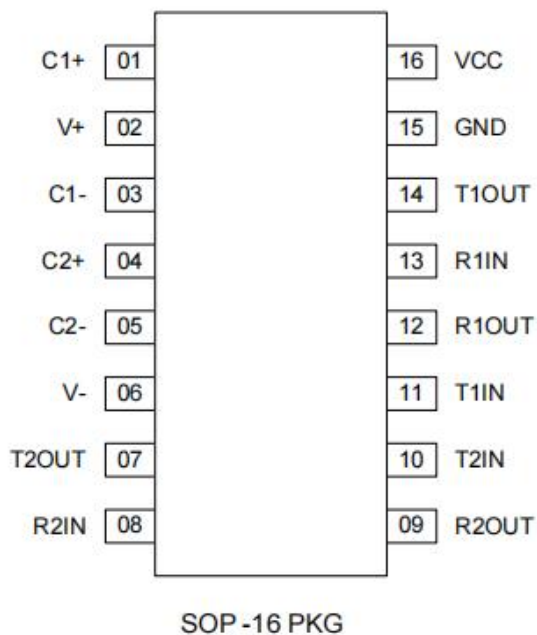 C1+ 01 16 VCC
V+ 02 15 GND
C1- 03 14 T1OUT
C2+ 04 13 R1IN
C2- 05 12 R1OUT
V- 06 11 T1IN
T2OUT 07 10 T2IN
R2IN 08 09 R2OUT
SOP -16 PKG